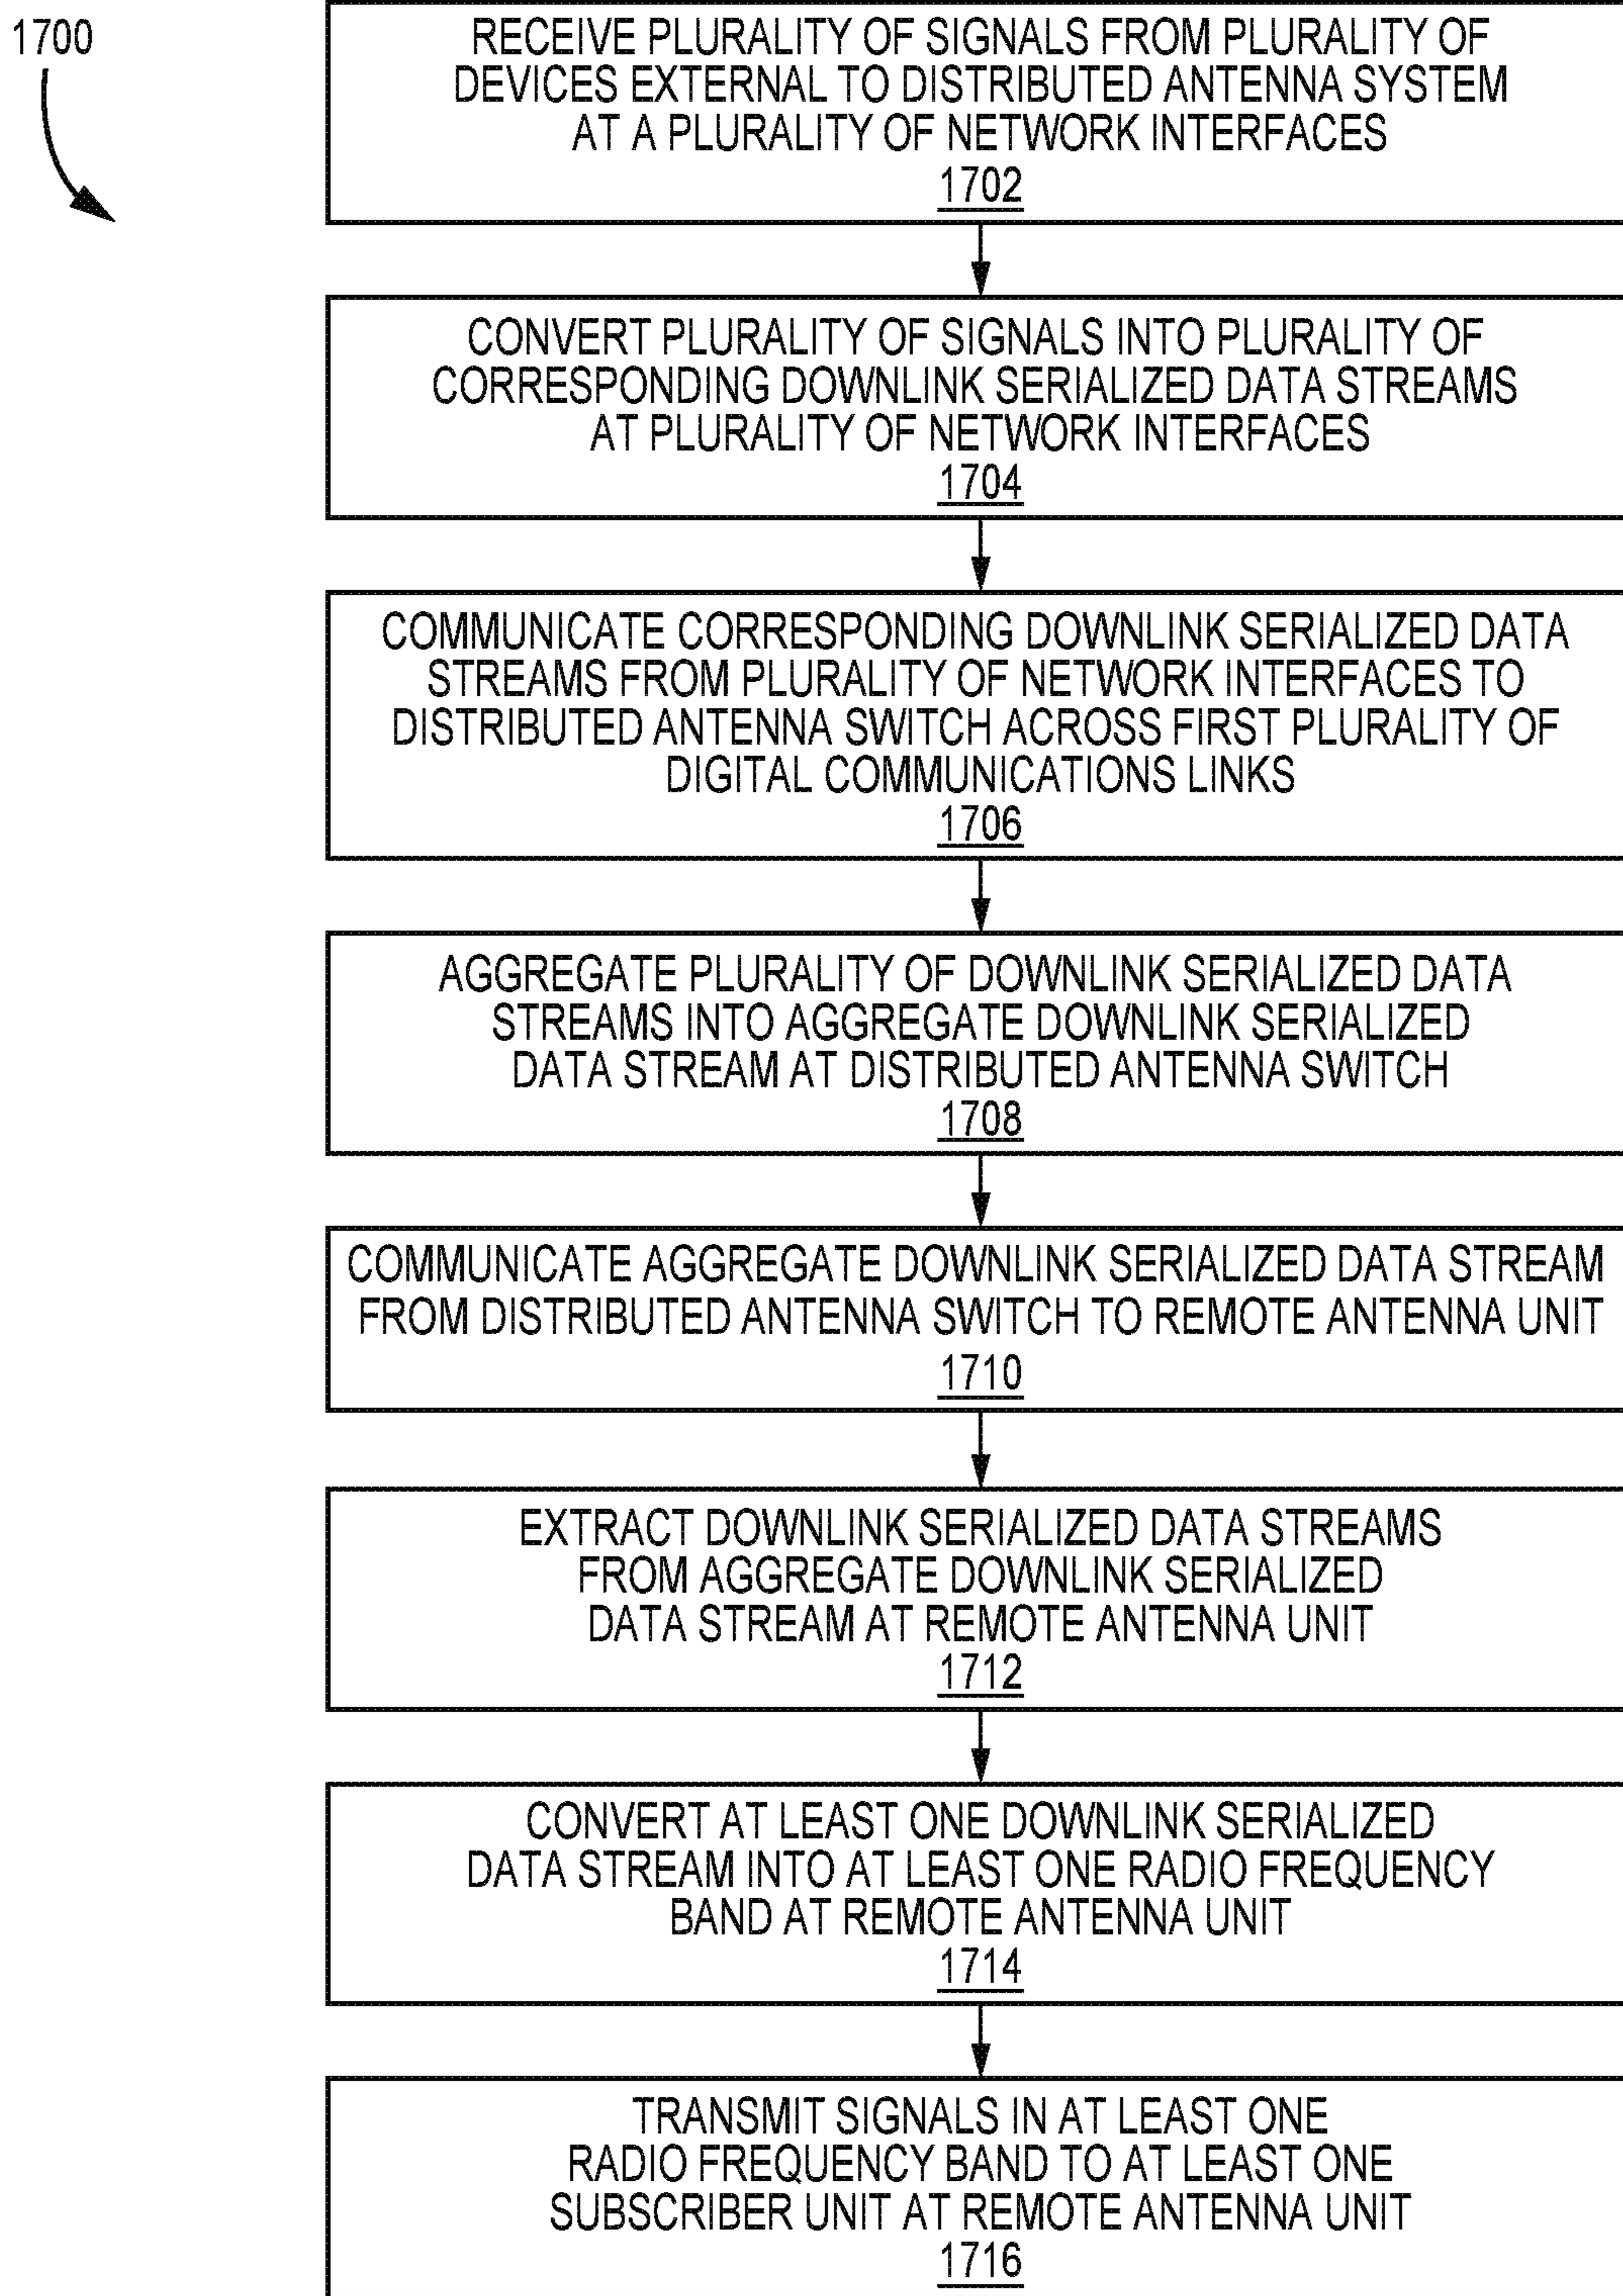 1700
RECEIVE PLURALITY OF SIGNALS FROM PLURALITY OF
DEVICES EXTERNAL TO DISTRIBUTED ANTENNA SYSTEM
AT A PLURALITY OF NETWORK INTERFACES
1702
CONVERT PLURALITY OF SIGNALS INTO PLURALITY OF
CORRESPONDING DOWNLINK SERIALIZED DATA STREAMS
AT PLURALITY OF NETWORK INTERFACES
1704
COMMUNICATE CORRESPONDING DOWNLINK SERIALIZED DATA
STREAMS FROM PLURALITY OF NETWORK INTERFACES TO
DISTRIBUTED ANTENNA SWITCH ACROSS FIRST PLURALITY OF
DIGITAL COMMUNICATIONS LINKS
1706
AGGREGATE PLURALITY OF DOWNLINK SERIALIZED DATA
STREAMS INTO AGGREGATE DOWNLINK SERIALIZED
DATA STREAM AT DISTRIBUTED ANTENNA SWITCH
1708
COMMUNICATE AGGREGATE DOWNLINK SERIALIZED DATA STREAM
FROM DISTRIBUTED ANTENNA SWITCH TO REMOTE ANTENNA UNIT
1710
EXTRACT DOWNLINK SERIALIZED DATA STREAMS
FROM AGGREGATE DOWNLINK SERIALIZED
DATA STREAM AT REMOTE ANTENNA UNIT
1712
CONVERT AT LEAST ONE DOWNLINK SERIALIZED
DATA STREAM INTO AT LEAST ONE RADIO FREQUENCY
BAND AT REMOTE ANTENNA UNIT
1714
TRANSMIT SIGNALS IN AT LEAST ONE
RADIO FREQUENCY BAND TO AT LEAST ONE
SUBSCRIBER UNIT AT REMOTE ANTENNA UNIT
1716